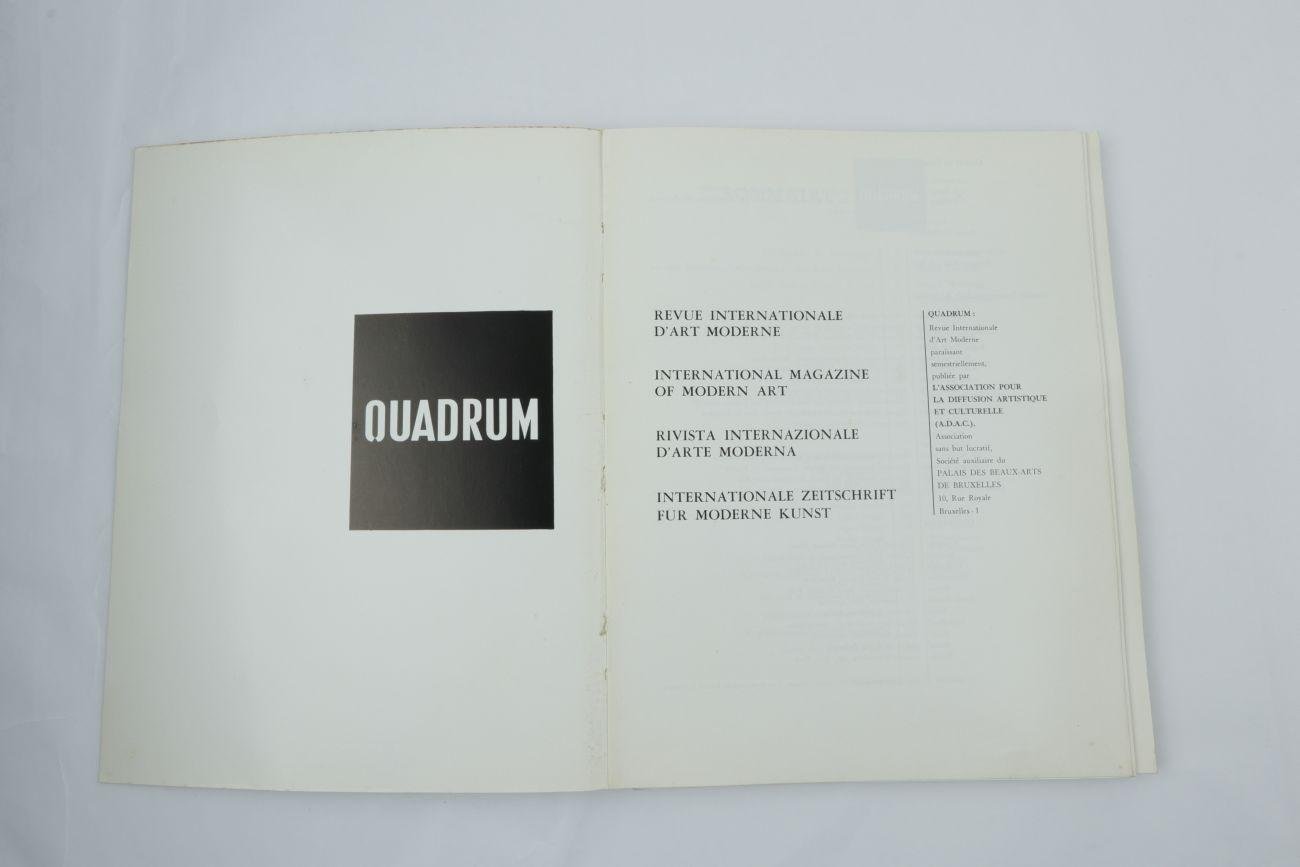 QUADRUM
REVUE INTERNATIONALE
D'ART MODERNE
INTERNATIONAL MAGAZINE
OF MODERN ART
RIVISTA INTERNAZIONALE
D'ARTE MODERNA
INTERNATIONALE ZEITSCHRIFT
FUR MODERNE KUNST
QUADRUM :
Revue Internationale
d'Art Moderne
paraissant
semestriellement,
publiée par
L'ASSOCIATION POUR
LA DIFFUSION ARTISTIQUE
ET CULTURELLE
(A.D.A.C.).
Association
sans but lucratif,
Société auxiliaire du
PALAIS DES BEAUX-ARTS
DE BRUXELLES
10, Rue Royale
Bruxelles - 1